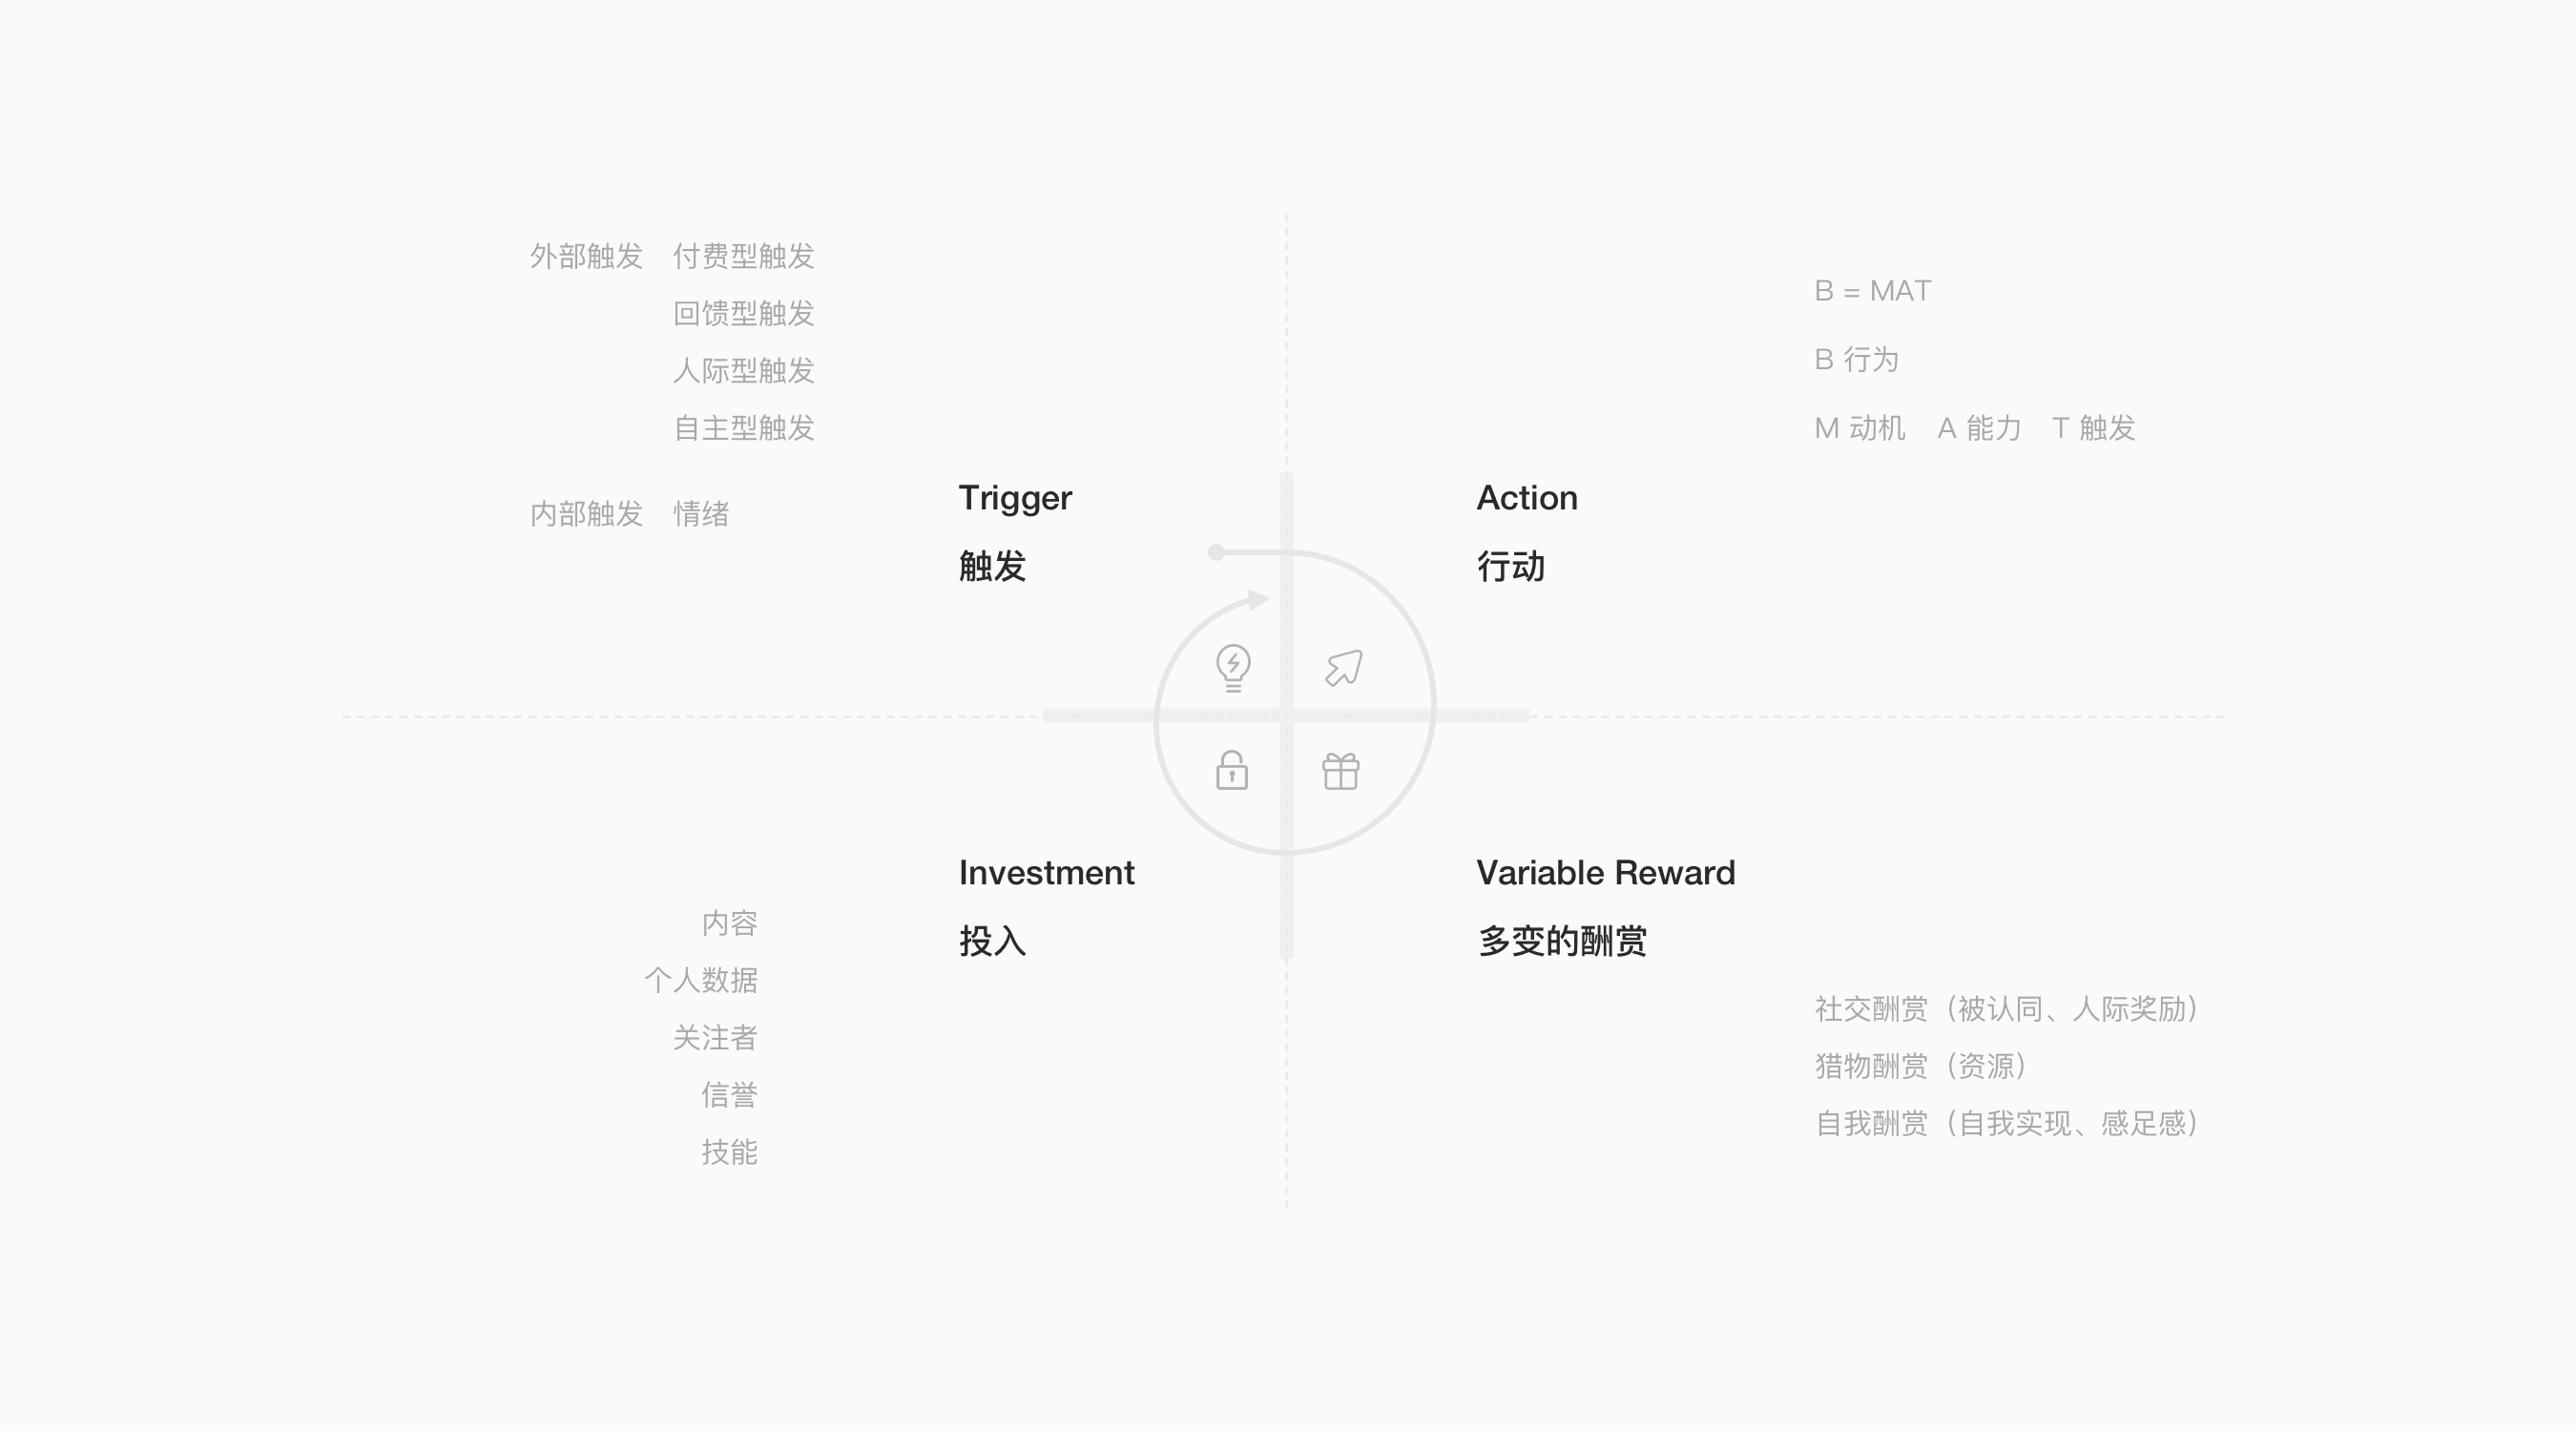 外部触发 付费型触发
回馈型触发
人际型触发
自主型触发
内部触发 情绪
Trigger
触发
B = MAT
B 行为
M 动机 A 能力 T 触发
Action
行动
Investment
投入
内容
个人数据
关注者
信誉
技能
Variable Reward
多变的酬赏
社交酬赏（被认同、人际奖励）
猎物酬赏（资源）
自我酬赏（自我实现、感足感）